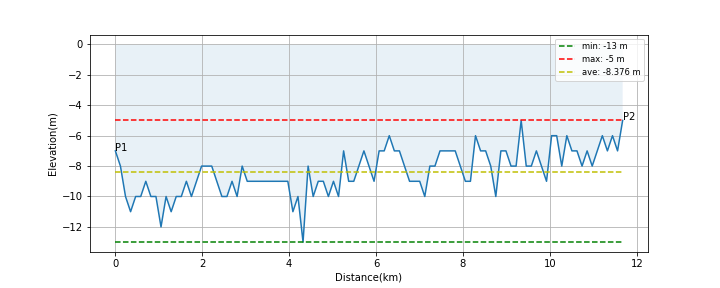 min: -13 m
max: -5 m
ave: -8.376 m
P1
P2
Elevation(m)
0
−2
−4
−6
−8
−10
−12
0 2 4 6 8 10 12
Distance(km)